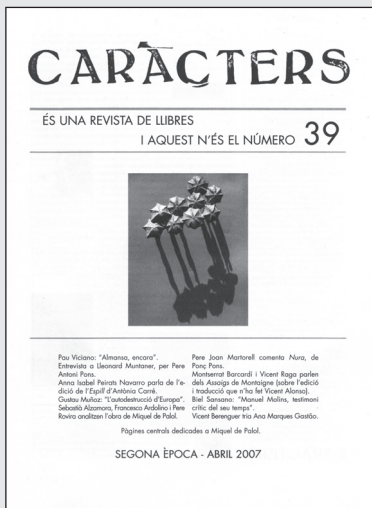 CARÀCTERS
ÉS UNA REVISTA DE LLIBRES
I AQUEST N'ÉS EL NÚMERO 39
Pau Viciano: "Almansa, encara".
Entrevista a Lleonard Muntaner, per Pere
Antoni Pons.
Anna Isabel Peirats Navarro parla de l'e-
dició de l'Espill d'Antònia Carré.
Gustau Muñoz: "L'autodestrucció d'Europa".
Sebastià Alzamora, Francesco Ardolino i Pere
Rovira analitzen l'obra de Miquel de Palol.
Pere Joan Martorell comenta Nura, de
Ponç Pons.
Montserrat Bacardí i Vicent Raga parlen
dels Assaigs de Montaigne (sobre l'edició
i traducció que n'ha fet Vicent Alonso).
Biel Sansano: "Manuel Molins, testimoni
crític del seu temps".
Vicent Berenguer tria Ana Marques Gastão.
Pàgines centrals dedicades a Miquel de Palol.
SEGONA ÈPOCA - ABRIL 2007